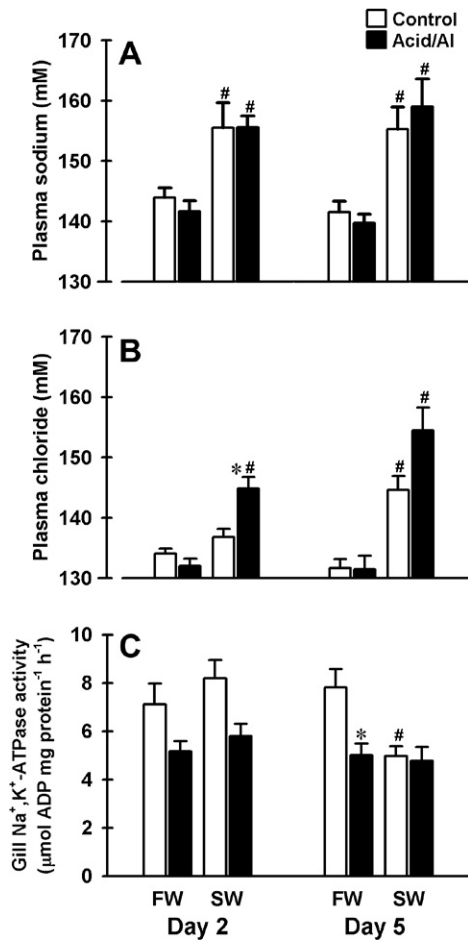 Control
Acid/Al
A
Plasma sodium (mM)
170
160
150
140
130
# # # #
B
Plasma chloride (mM)
170
160
150
140
130
*# # #
C
Gill Na⁺,K⁺-ATPase activity
(µmol ADP mg protein⁻¹ h⁻¹)
10
8
6
4
2
0
* #
FW SW FW SW
Day 2 Day 5